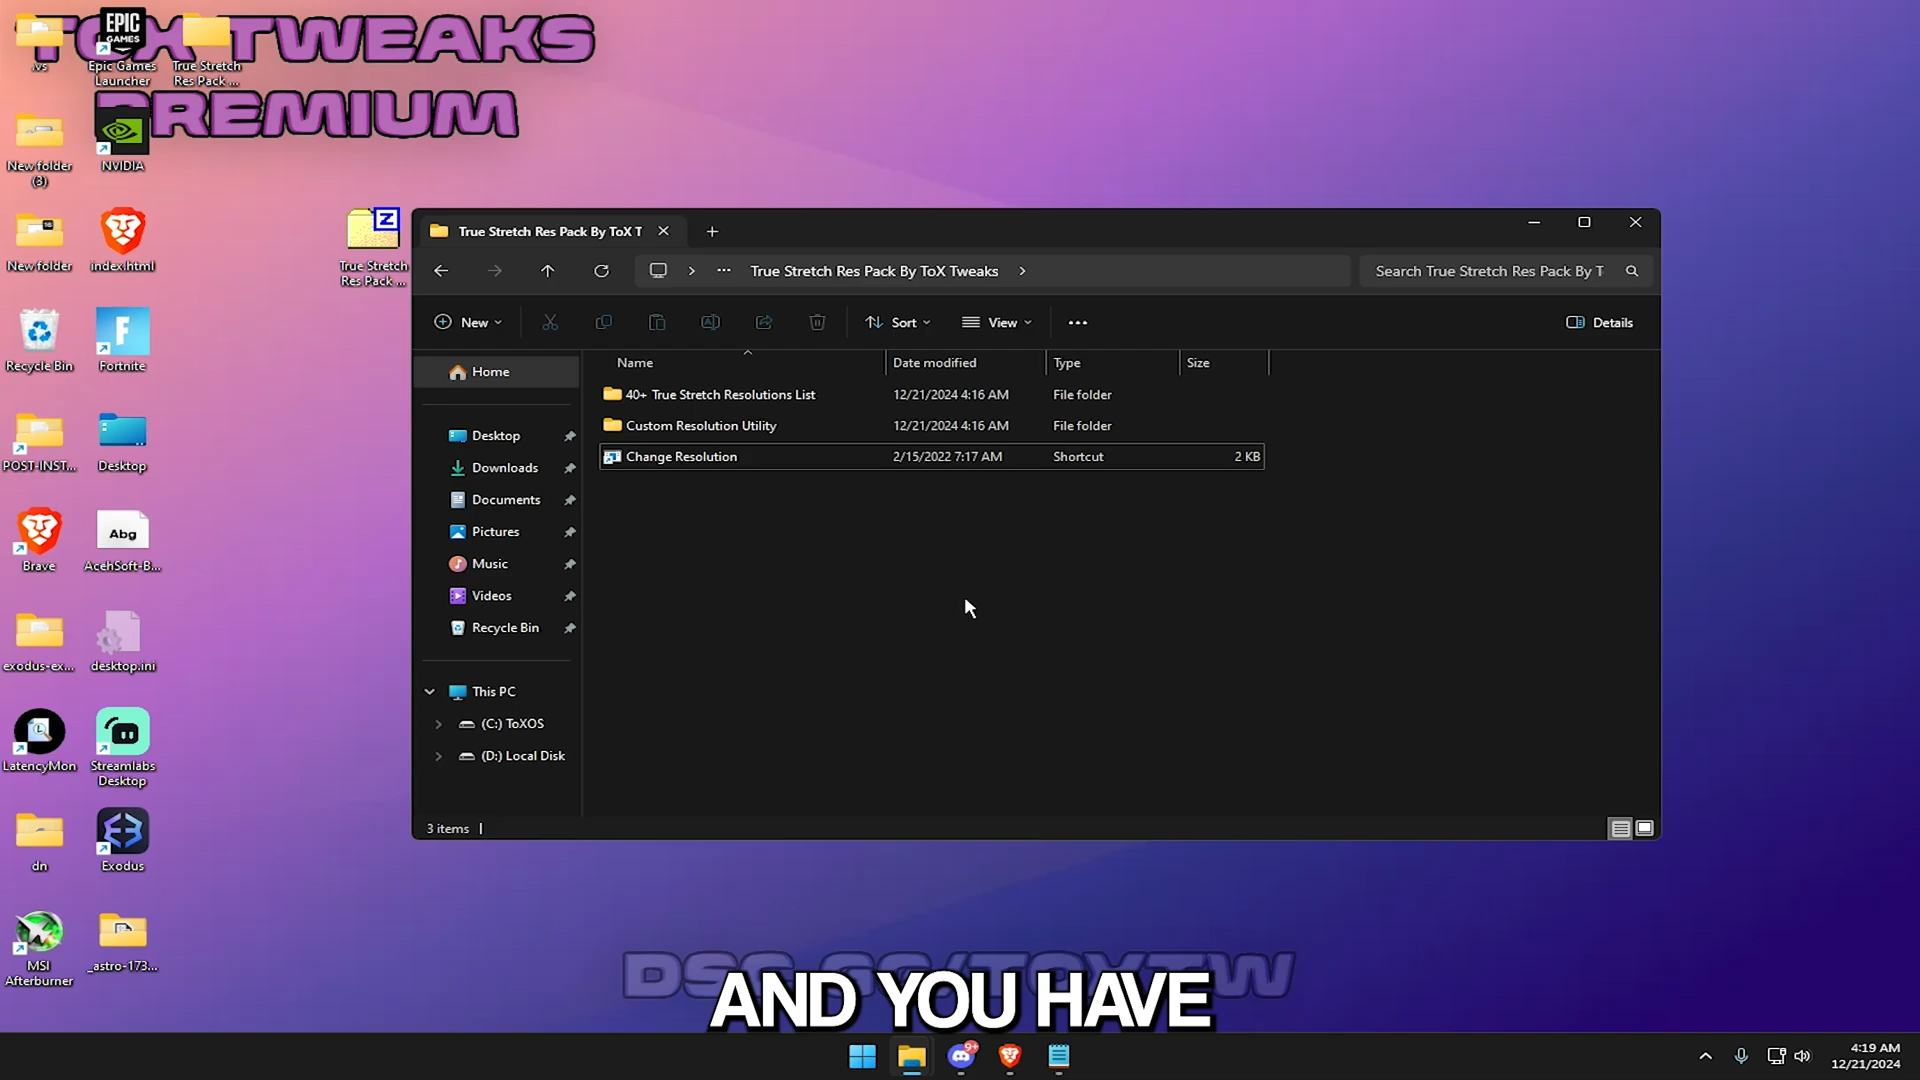 TOX TWEAKS
PREMIUM
.vs
Epic Games
Launcher
True Stretch
Res Pack ...
New folder
(3)
NVIDIA
New folder
index.html
True Stretch
Res Pack ...
Recycle Bin
Fortnite
POST-INST...
Desktop
Brave
Abg
AcehSoft-B...
exodus-ex...
desktop.ini
LatencyMon
Streamlabs
Desktop
dn
Exodus
MSI
Afterburner
_astro-173...
True Stretch Res Pack By ToX T
True Stretch Res Pack By ToX Tweaks
Search True Stretch Res Pack By T
New
Sort
View
Details
Name
Date modified
Type
Size
40+ True Stretch Resolutions List
12/21/2024 4:16 AM
File folder
Custom Resolution Utility
12/21/2024 4:16 AM
File folder
Change Resolution
2/15/2022 7:17 AM
Shortcut
2 KB
Home
Desktop
Downloads
Documents
Pictures
Music
Videos
Recycle Bin
This PC
(C:) ToXOS
(D:) Local Disk
3 items
DSC.GG/TOXTW
AND YOU HAVE
9+
4:19 AM
12/21/2024